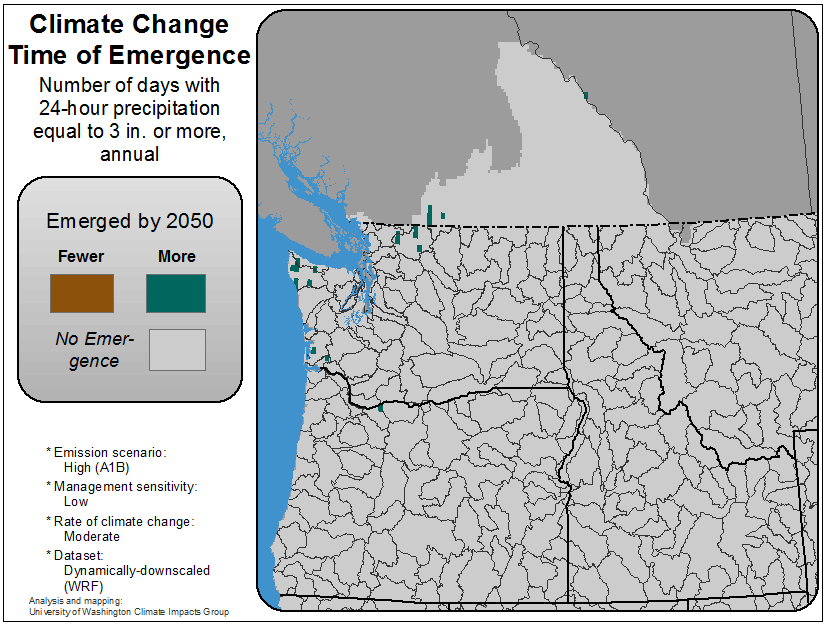 Climate Change
Time of Emergence
Number of days with
24-hour precipitation
equal to 3 in. or more,
annual
Emerged by 2050
Fewer More
No Emer-
gence
* Emission scenario:
High (A1B)
* Management sensitivity:
Low
* Rate of climate change:
Moderate
* Dataset:
Dynamically-downscaled
(WRF)
Analysis and mapping:
University of Washington Climate Impacts Group